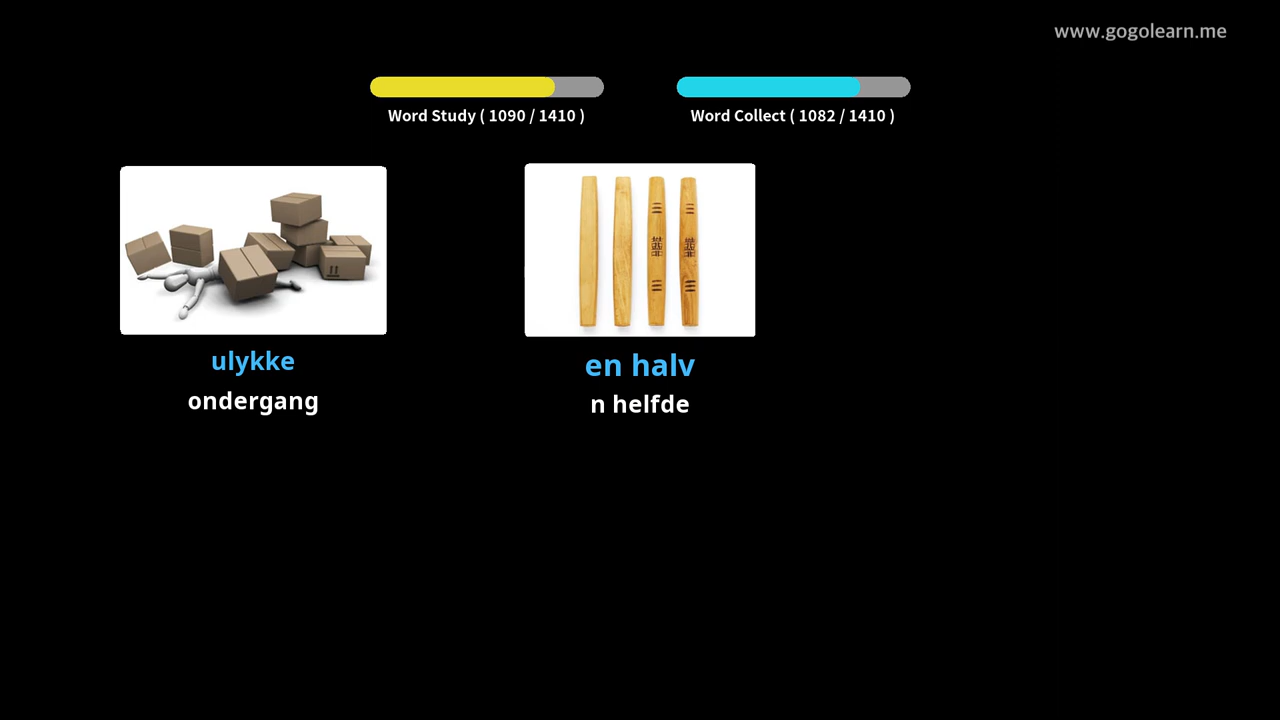 www.gogolearn.me
Word Study ( 1090 / 1410 )
Word Collect ( 1082 / 1410 )
ulykke
ondergang
en halv
n helfde